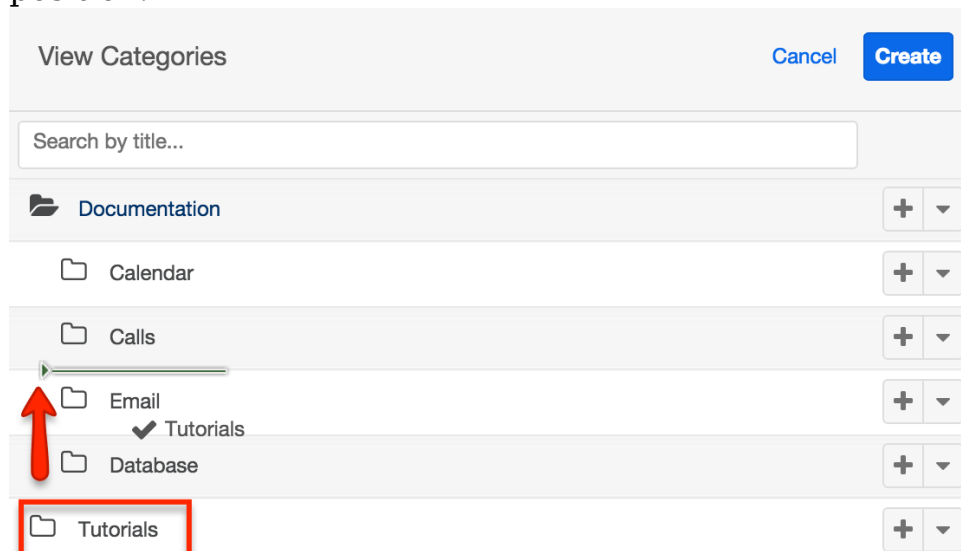 View Categories
Cancel
Create
Search by title...
Documentation
Calendar
Calls
Email
Tutorials
Database
Tutorials